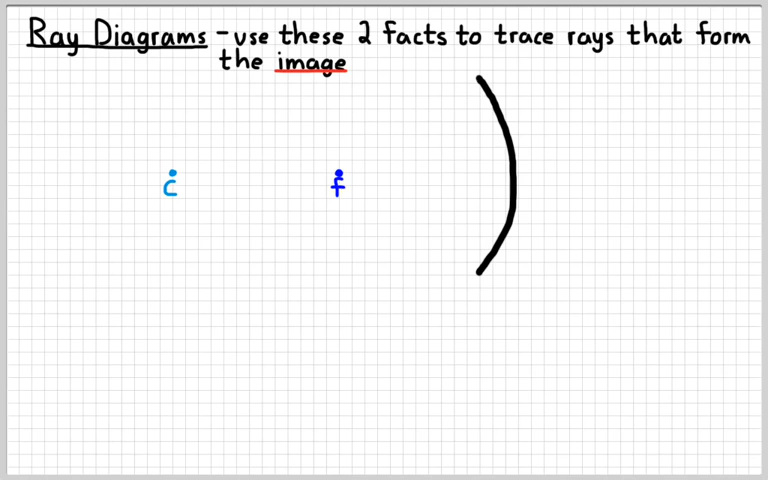 Ray Diagrams - use these 2 facts to trace rays that form
the image
c f